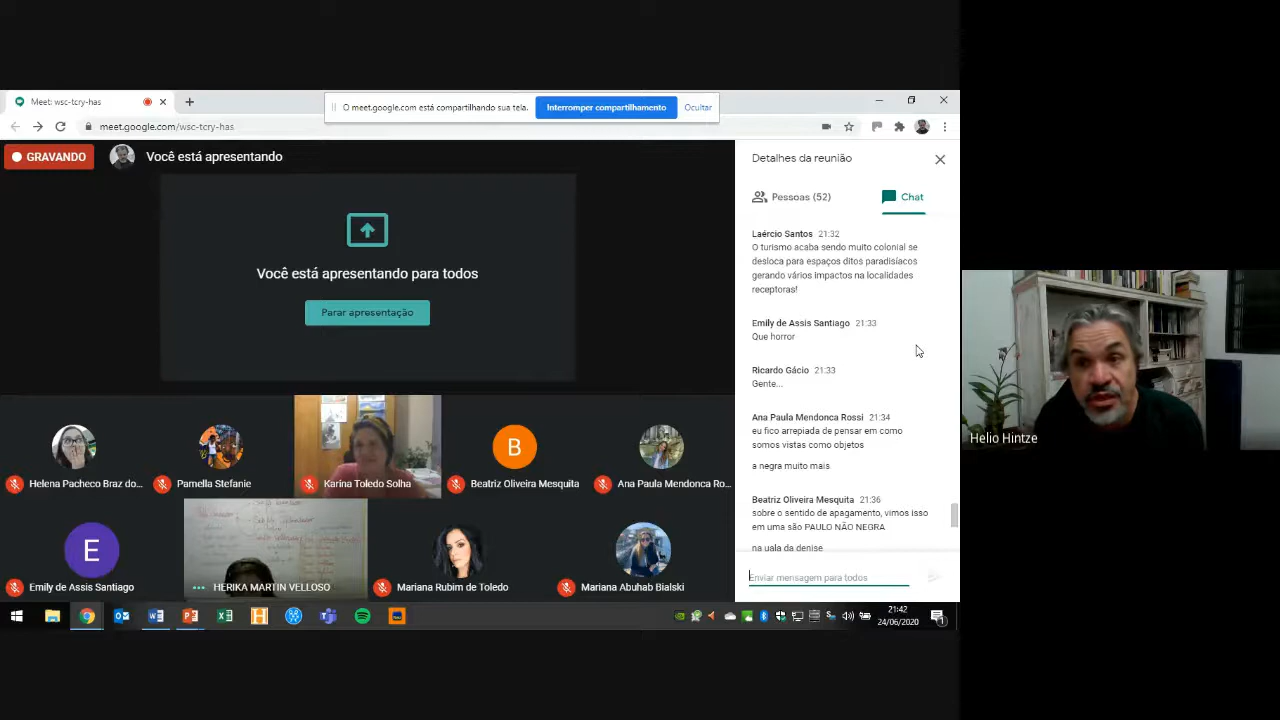 Meet: wsc-tcry-has
O meet.google.com está compartilhando sua tela.
Interromper compartilhamento
Ocultar
meet.google.com/wsc-tcry-has
GRAVANDO
Você está apresentando
Você está apresentando para todos
Parar apresentação
Detalhes da reunião
Pessoas (52)
Chat
Laércio Santos 21:32
O turismo acaba sendo muito colonial se
desloca para espaços ditos paradisíacos
gerando vários impactos na localidades
receptoras!
Emily de Assis Santiago 21:33
Que horror
Ricardo Gácio 21:33
Gente...
Ana Paula Mendonca Rossi 21:34
eu fico arrepiada de pensar em como
somos vistas como objetos
a negra muito mais
Beatriz Oliveira Mesquita 21:36
sobre o sentido de apagamento, vimos isso
em uma são PAULO NÃO NEGRA
na uala da denise
Enviar mensagem para todos
Helena Pacheco Braz do...
Pamella Stefanie
Karina Toledo Solha
B
Beatriz Oliveira Mesquita
Ana Paula Mendonca Ro...
E
Emily de Assis Santiago
HERIKA MARTIN VELLOSO
Mariana Rubim de Toledo
Mariana Abuhab Bialski
Helio Hintze
21:42
24/06/2020